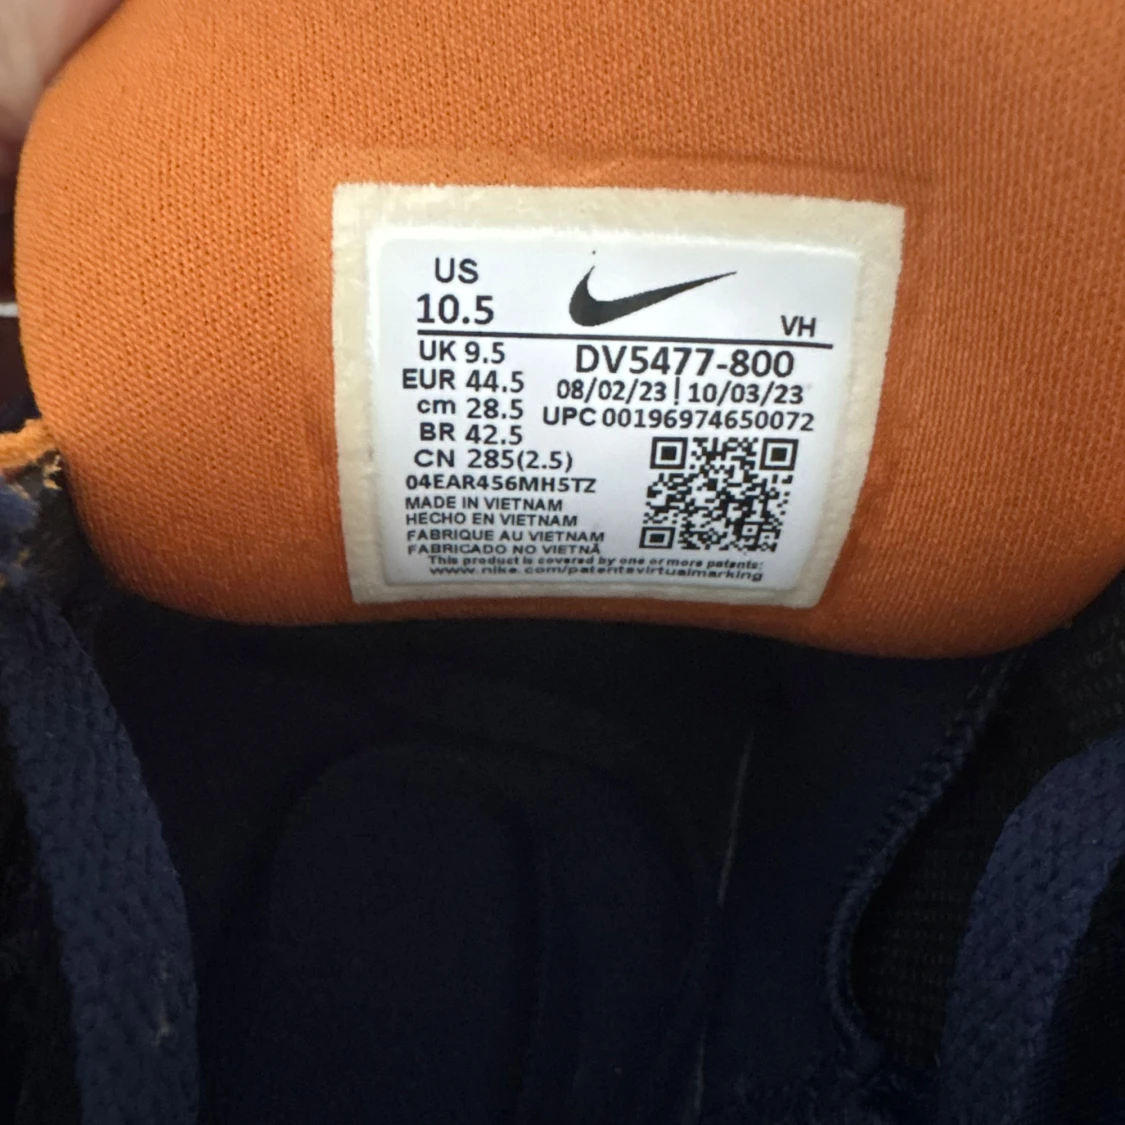 US
10.5
VH
UK 9.5
EUR 44.5
cm 28.5
BR 42.5
CN 285(2.5)
DV5477-800
08/02/23 | 10/03/23
UPC 00196974650072
04EAR456MH5TZ
MADE IN VIETNAM
HECHO EN VIETNAM
FABRIQUE AU VIETNAM
FABRICADO NO VIETNÃ
This product is covered by one or more patents:
www.nike.com/patentsvirtualmarking